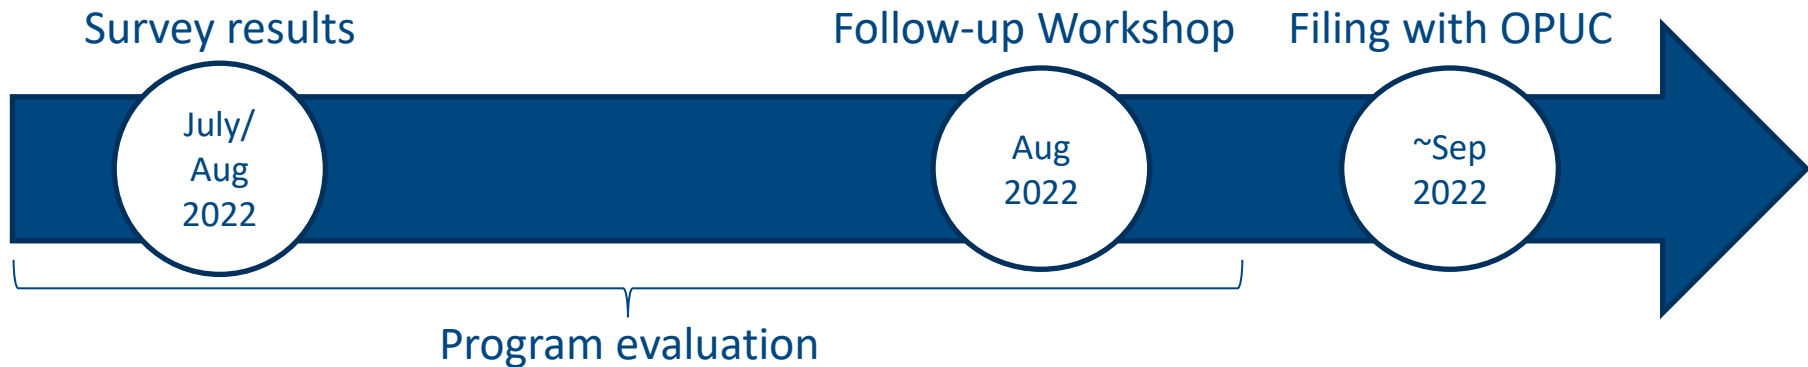 Survey results
Follow-up Workshop
Filing with OPUC
July/
Aug
2022
Aug
2022
~Sep
2022
Program evaluation